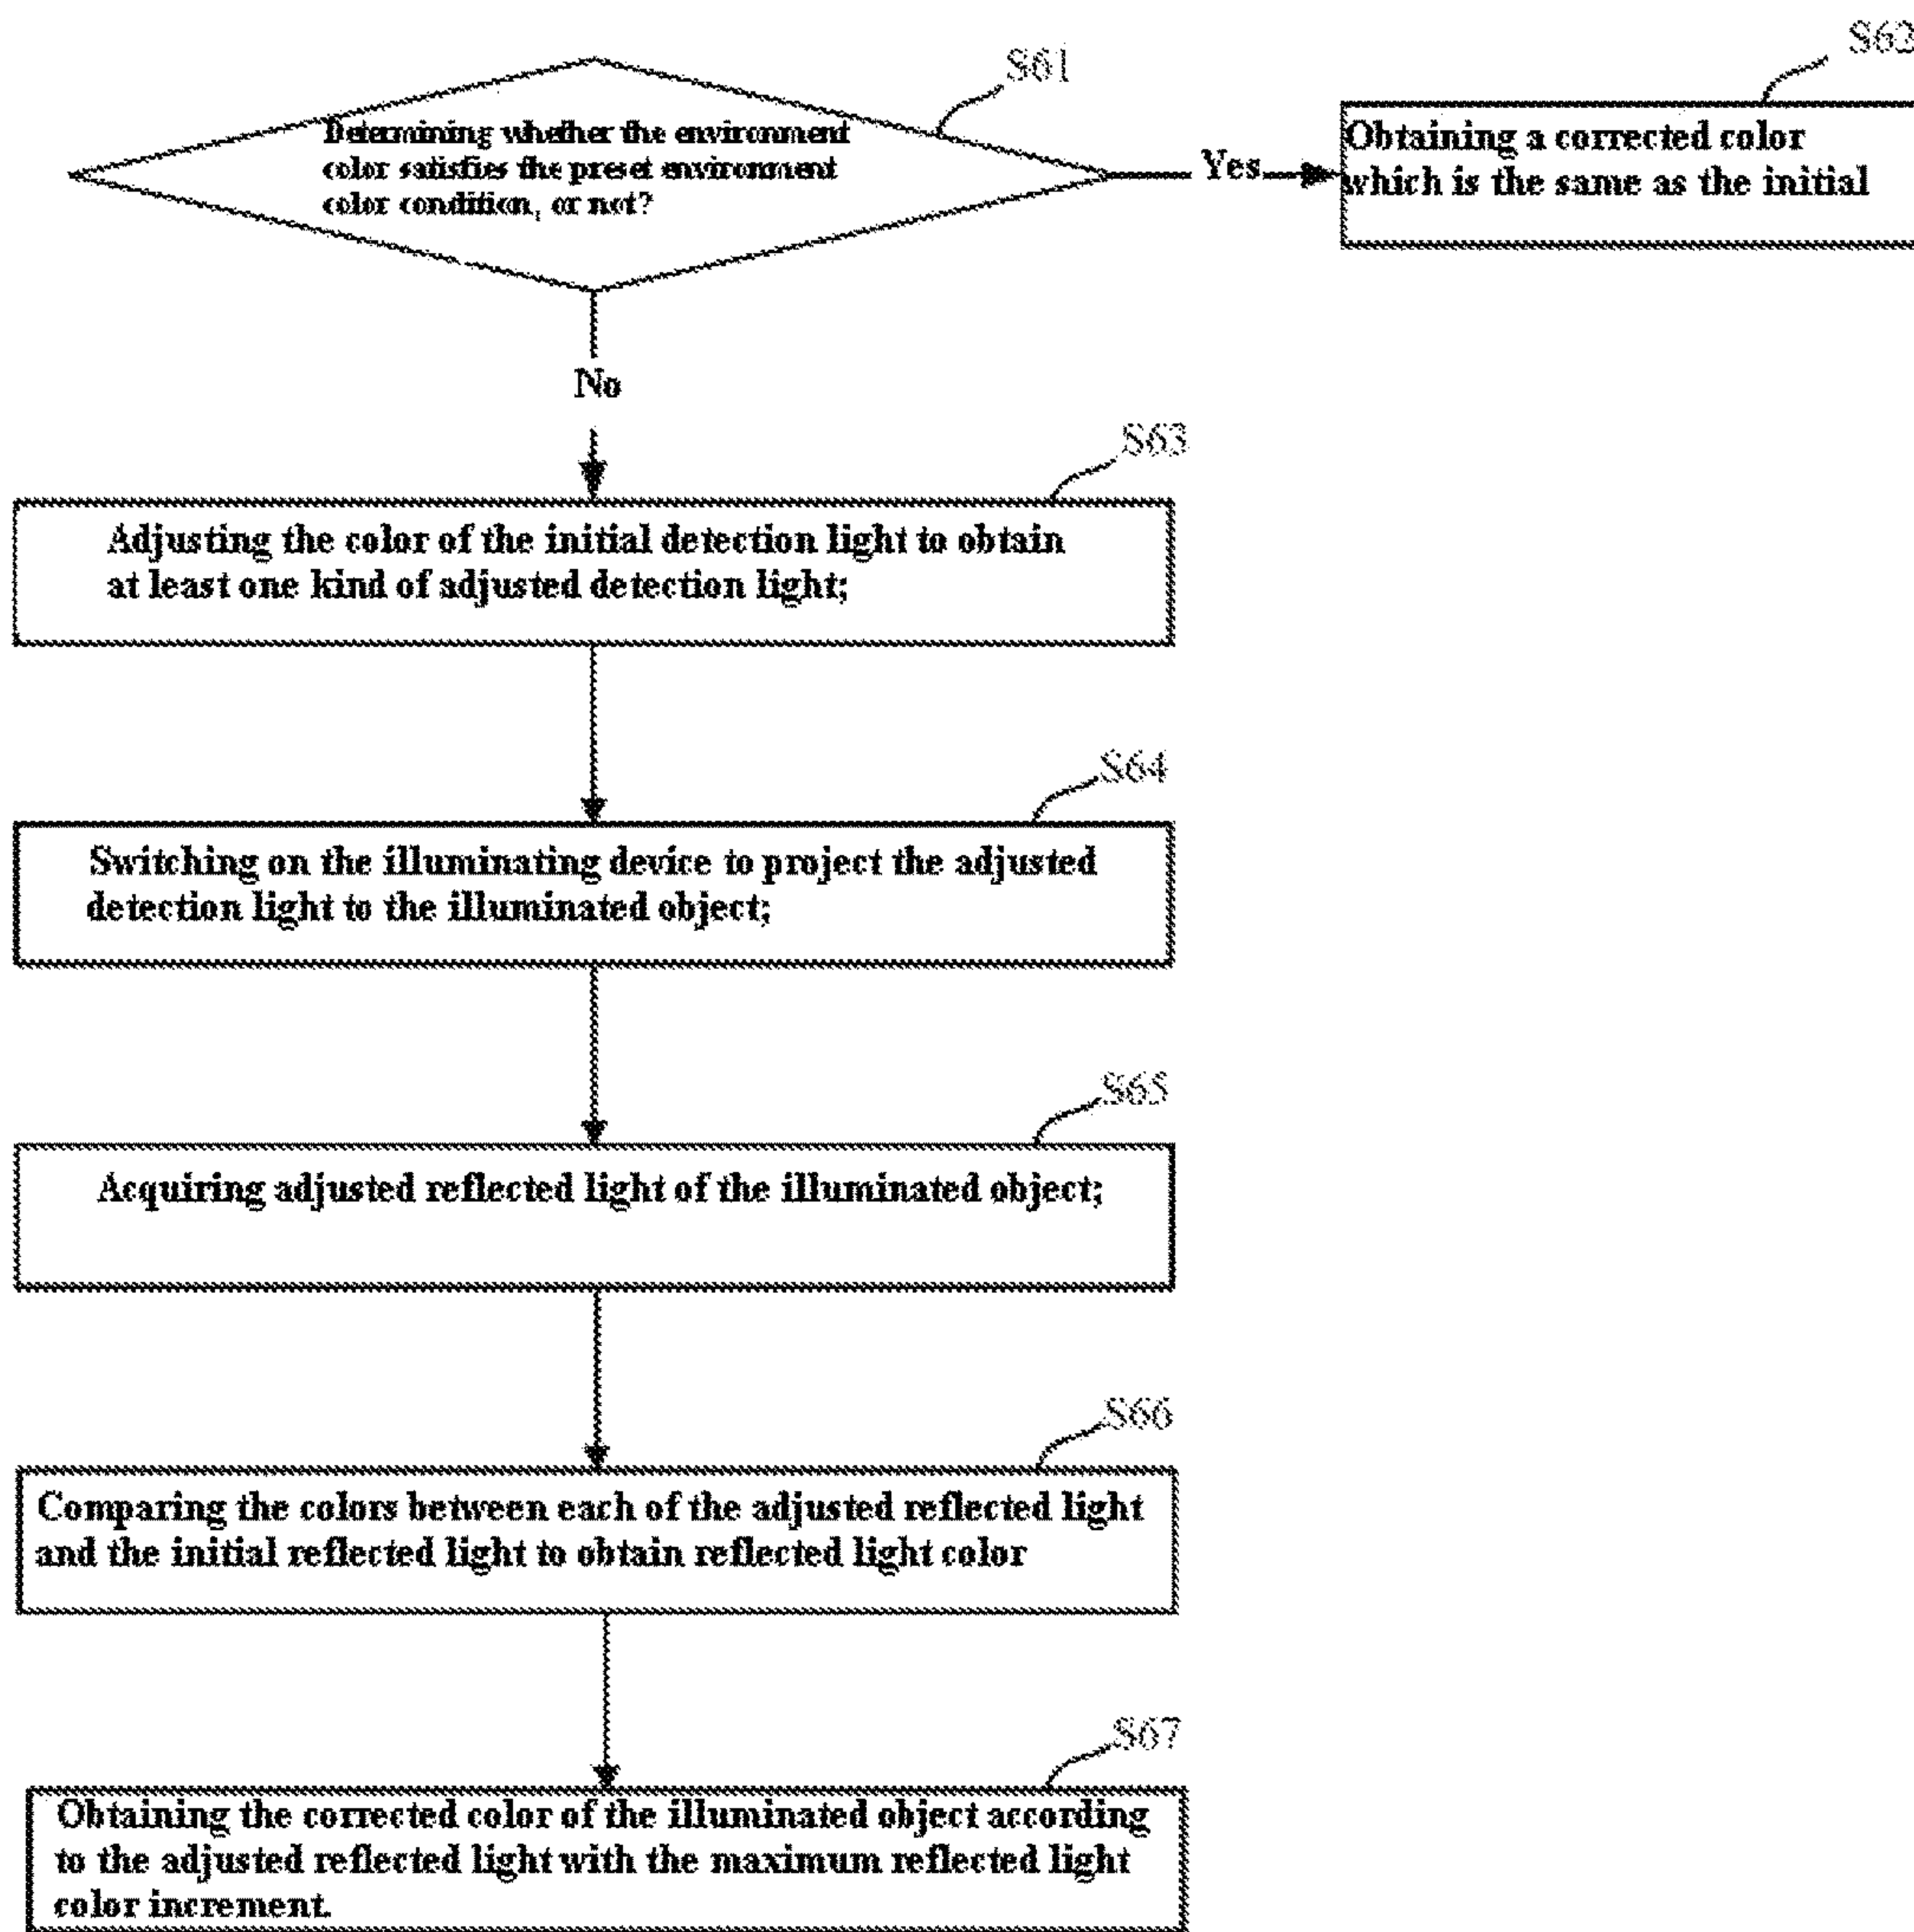 S61
S62
Determining whether the environment
color satisfies the preset environment
color condition, or not?
Yes
Obtaining a corrected color
which is the same as the initial
No
S63
Adjusting the color of the initial detection light to obtain
at least one kind of adjusted detection light;
S64
Switching on the illuminating device to project the adjusted
detection light to the illuminated object;
S65
Acquiring adjusted reflected light of the illuminated object;
S66
Comparing the colors between each of the adjusted reflected light
and the initial reflected light to obtain reflected light color
S67
Obtaining the corrected color of the illuminated object according
to the adjusted reflected light with the maximum reflected light
color increment.